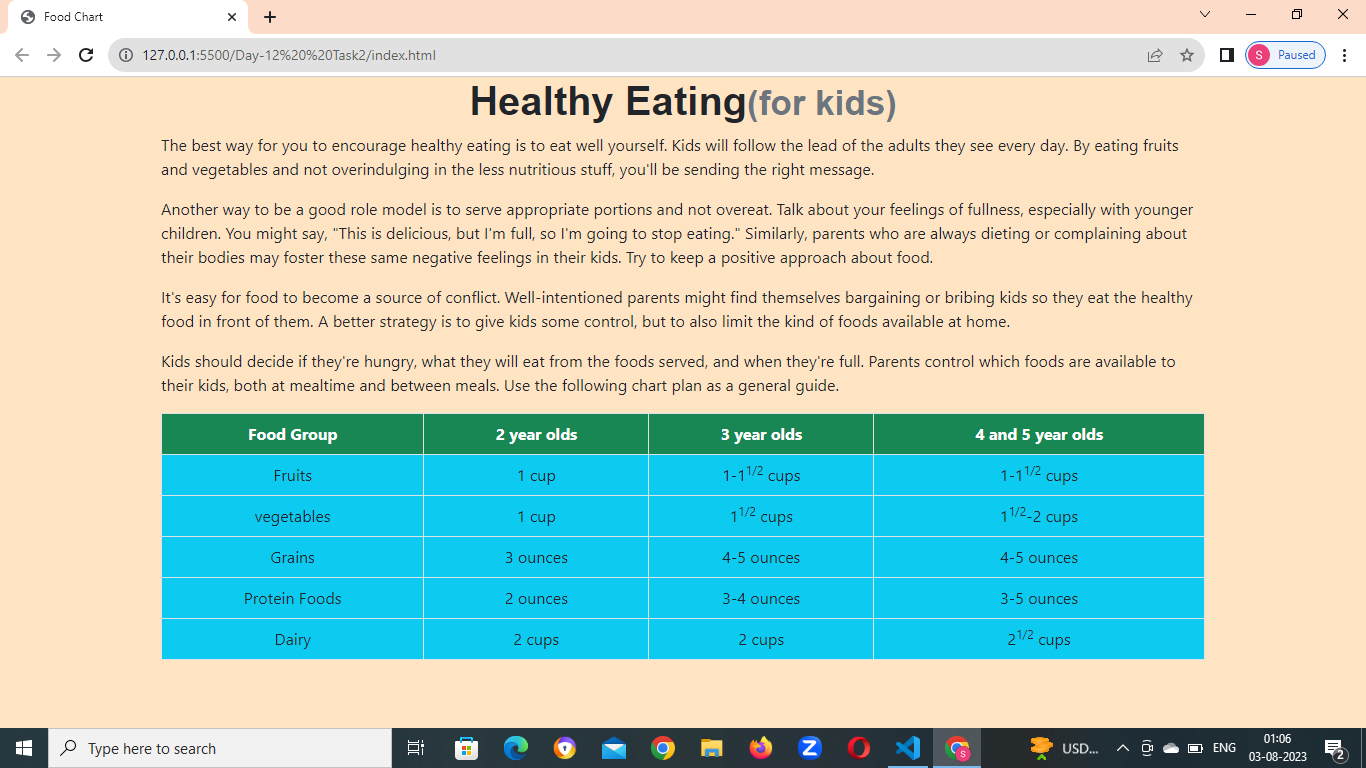 Food Chart
127.0.0.1:5500/Day-12%20%20Task2/index.html
S Paused
Healthy Eating(for kids)
The best way for you to encourage healthy eating is to eat well yourself. Kids will follow the lead of the adults they see every day. By eating fruits
and vegetables and not overindulging in the less nutritious stuff, you'll be sending the right message.
Another way to be a good role model is to serve appropriate portions and not overeat. Talk about your feelings of fullness, especially with younger
children. You might say, "This is delicious, but I'm full, so I'm going to stop eating." Similarly, parents who are always dieting or complaining about
their bodies may foster these same negative feelings in their kids. Try to keep a positive approach about food.
It's easy for food to become a source of conflict. Well-intentioned parents might find themselves bargaining or bribing kids so they eat the healthy
food in front of them. A better strategy is to give kids some control, but to also limit the kind of foods available at home.
Kids should decide if they're hungry, what they will eat from the foods served, and when they're full. Parents control which foods are available to
their kids, both at mealtime and between meals. Use the following chart plan as a general guide.
Food Group 2 year olds 3 year olds 4 and 5 year olds
Fruits 1 cup 1-1 1/2 cups 1-1 1/2 cups
vegetables 1 cup 1 1/2 cups 1 1/2-2 cups
Grains 3 ounces 4-5 ounces 4-5 ounces
Protein Foods 2 ounces 3-4 ounces 3-5 ounces
Dairy 2 cups 2 cups 2 1/2 cups
Type here to search
Z
S
USD...
ENG
01:06
03-08-2023
2